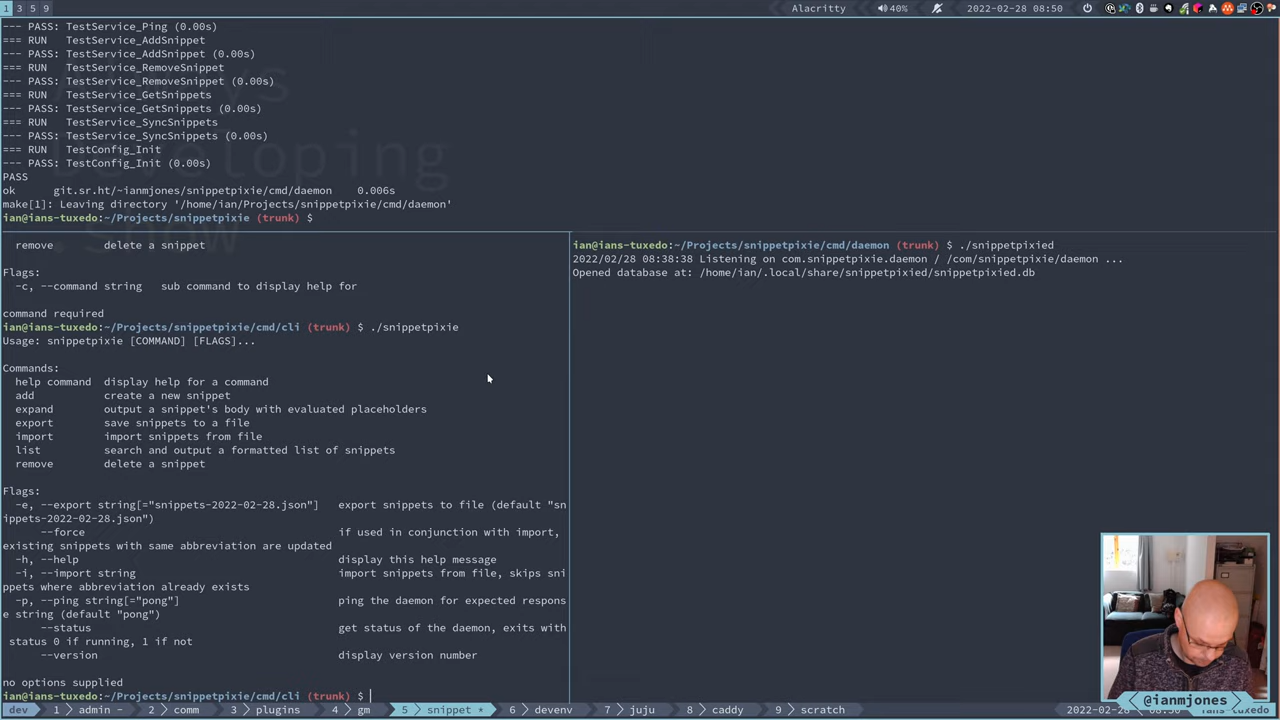 1 3 5 9
Alacritty
40%
2022-02-28 08:50
--- PASS: TestService_Ping (0.00s)
=== RUN   TestService_AddSnippet
--- PASS: TestService_AddSnippet (0.00s)
=== RUN   TestService_RemoveSnippet
--- PASS: TestService_RemoveSnippet (0.00s)
=== RUN   TestService_GetSnippets
--- PASS: TestService_GetSnippets (0.00s)
=== RUN   TestService_SyncSnippets
--- PASS: TestService_SyncSnippets (0.00s)
=== RUN   TestConfig_Init
--- PASS: TestConfig_Init (0.00s)
PASS
ok      git.sr.ht/~ianmjones/snippetpixie/cmd/daemon    0.006s
make[1]: Leaving directory '/home/ian/Projects/snippetpixie/cmd/daemon'
ian@ians-tuxedo:~/Projects/snippetpixie (trunk) $
remove        delete a snippet
Flags:
-c, --command string   sub command to display help for
command required
ian@ians-tuxedo:~/Projects/snippetpixie/cmd/cli (trunk) $ ./snippetpixie
Usage: snippetpixie [COMMAND] [FLAGS]...
Commands:
help command  display help for a command
add           create a new snippet
expand        output a snippet's body with evaluated placeholders
export        save snippets to a file
import        import snippets from file
list          search and output a formatted list of snippets
remove        delete a snippet
Flags:
-e, --export string[="snippets-2022-02-28.json"]   export snippets to file (default "sn
ippets-2022-02-28.json")
--force                                        if used in conjunction with import,
existing snippets with same abbreviation are updated
-h, --help                                         display this help message
-i, --import string                                import snippets from file, skips sni
ppets where abbreviation already exists
-p, --ping string[="pong"]                         ping the daemon for expected respons
e string (default "pong")
--status                                       get status of the daemon, exits with
status 0 if running, 1 if not
--version                                      display version number
no options supplied
ian@ians-tuxedo:~/Projects/snippetpixie/cmd/cli (trunk) $
ian@ians-tuxedo:~/Projects/snippetpixie/cmd/daemon (trunk) $ ./snippetpixied
2022/02/28 08:38:38 Listening on com.snippetpixie.daemon / /com/snippetpixie/daemon ...
Opened database at: /home/ian/.local/share/snippetpixied/snippetpixied.db
@ianmjones
dev  1  admin -  2  comm  3  plugins  4  gm  5  snippet *  6  devenv  7  juju  8  caddy  9  scratch